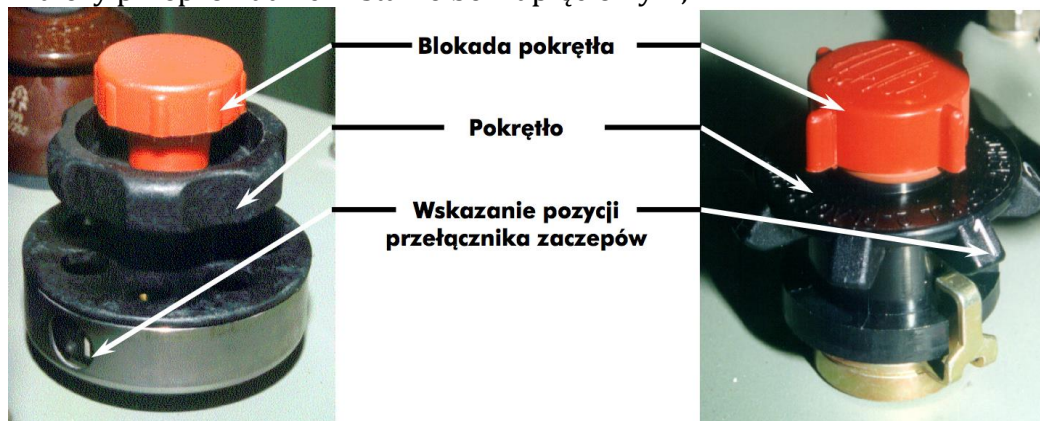 Blokada pokrętła
Pokrętło
Wskazanie pozycji
przełącznika zaczepów